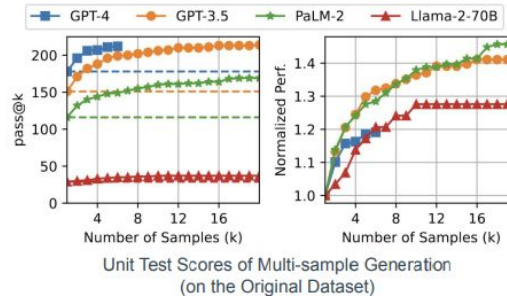 GPT-4 GPT-3.5 PaLM-2 Llama-2-70B
pass@k
200
150
100
50
0
4 8 12 16
Number of Samples (k)
Normalized Perf.
1.4
1.3
1.2
1.1
1.0
4 8 12 16
Number of Samples (k)
Unit Test Scores of Multi-sample Generation
(on the Original Dataset)